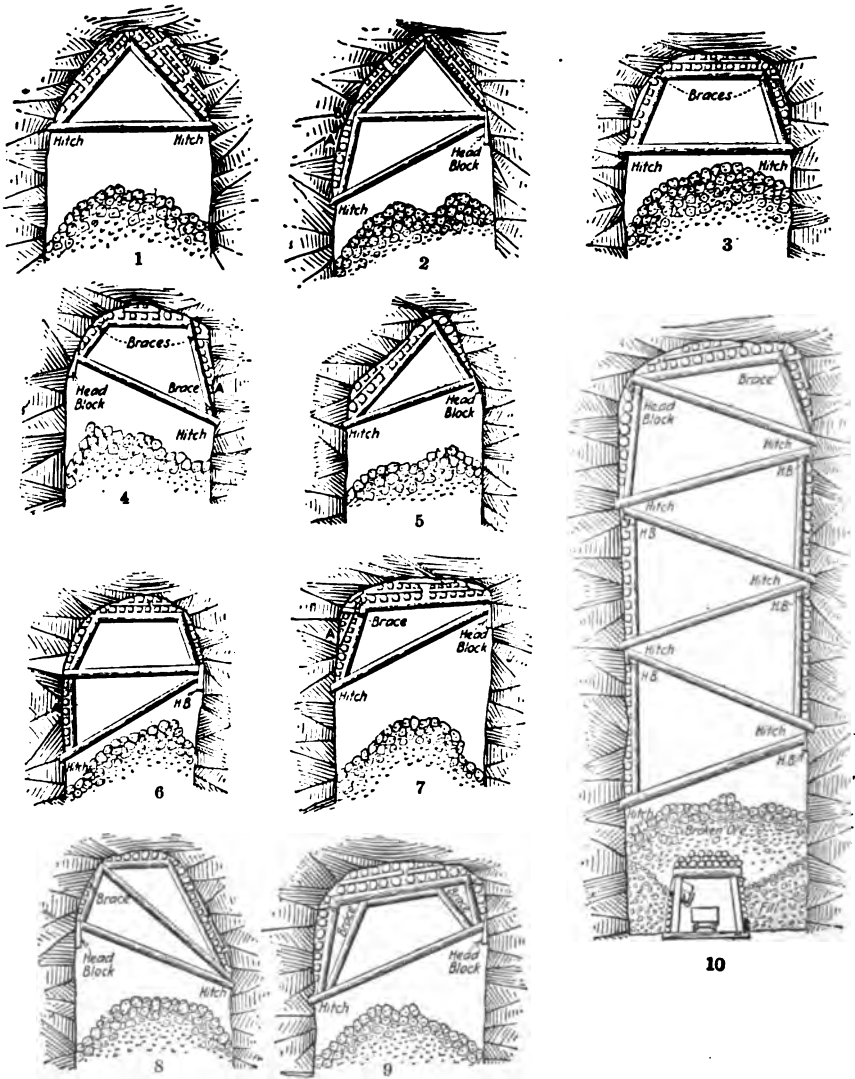 Hitch Hitch
1
A
Head
Block
Hitch
2
Braces
Hitch Hitch
3
Braces
Brace A
Head
Block
Hitch
4
Hitch
Head
Block
5
H.B.
Hitch
6
A
Brace
Head
Block
Hitch
7
Brace
Head
Block
Hitch
8
Brace
Head
Block
Hitch
9
Brace
Head
Block
Hitch
H.B.
Hitch
H.B.
Hitch
H.B.
Hitch
H.B.
Hitch
H.B.
Hitch
Broken Ore
10